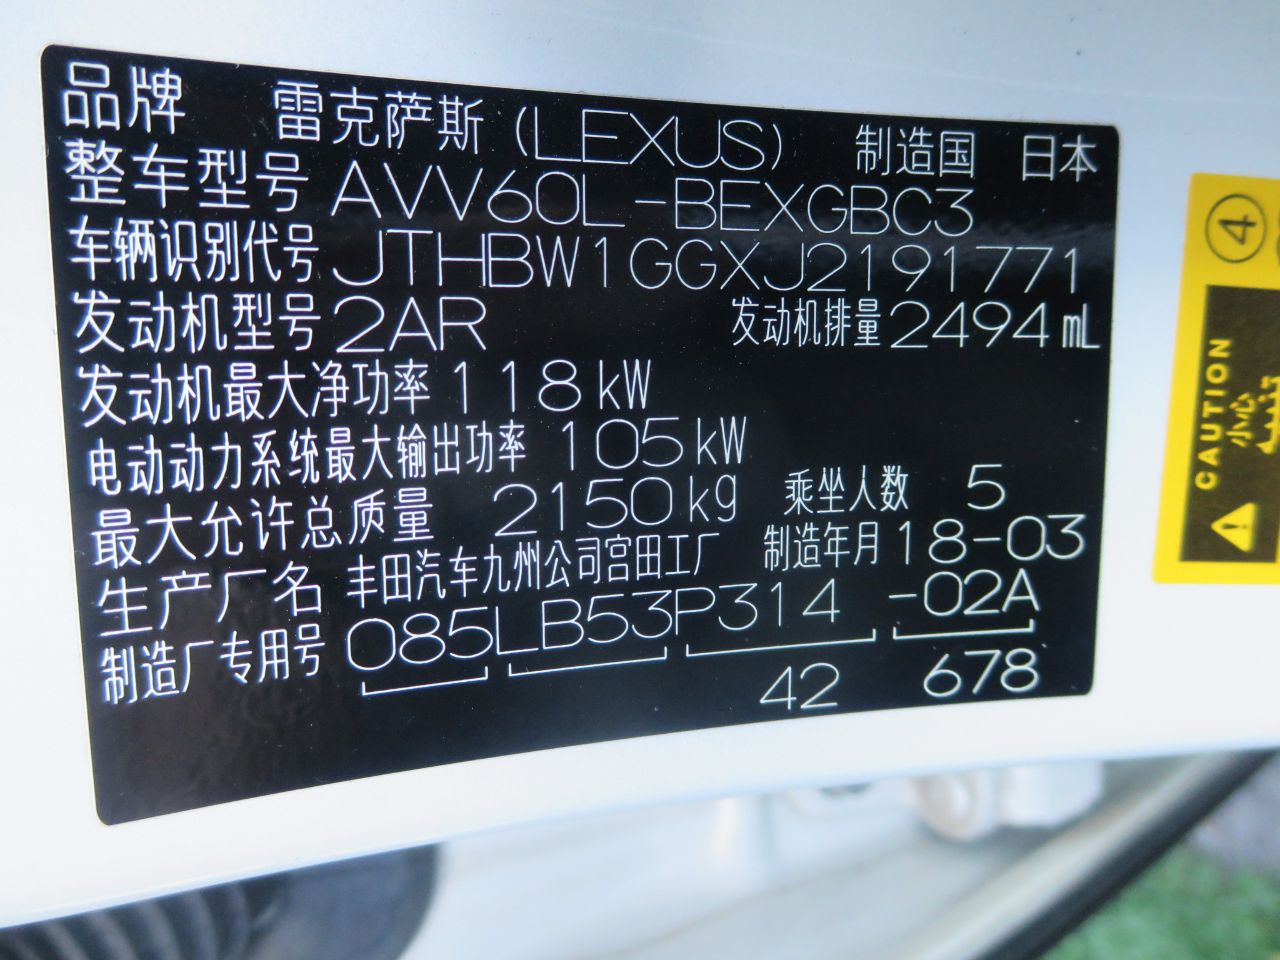 品牌 雷克萨斯(LEXUS) 制造国 日本
整车型号 AVV60L-BEXGBC3
车辆识别代号 JTHBW1GGXJ2191771
发动机型号 2AR 发动机排量 2494 mL
发动机最大净功率 118 kW
电动动力系统最大输出功率 105 kW
最大允许总质量 2150 kg 乘坐人数 5
生产厂名 丰田汽车九州公司宫田工厂 制造年月 18-03
制造厂专用号 085LB53P314 -02A
42 678
④
CAUTION
小心